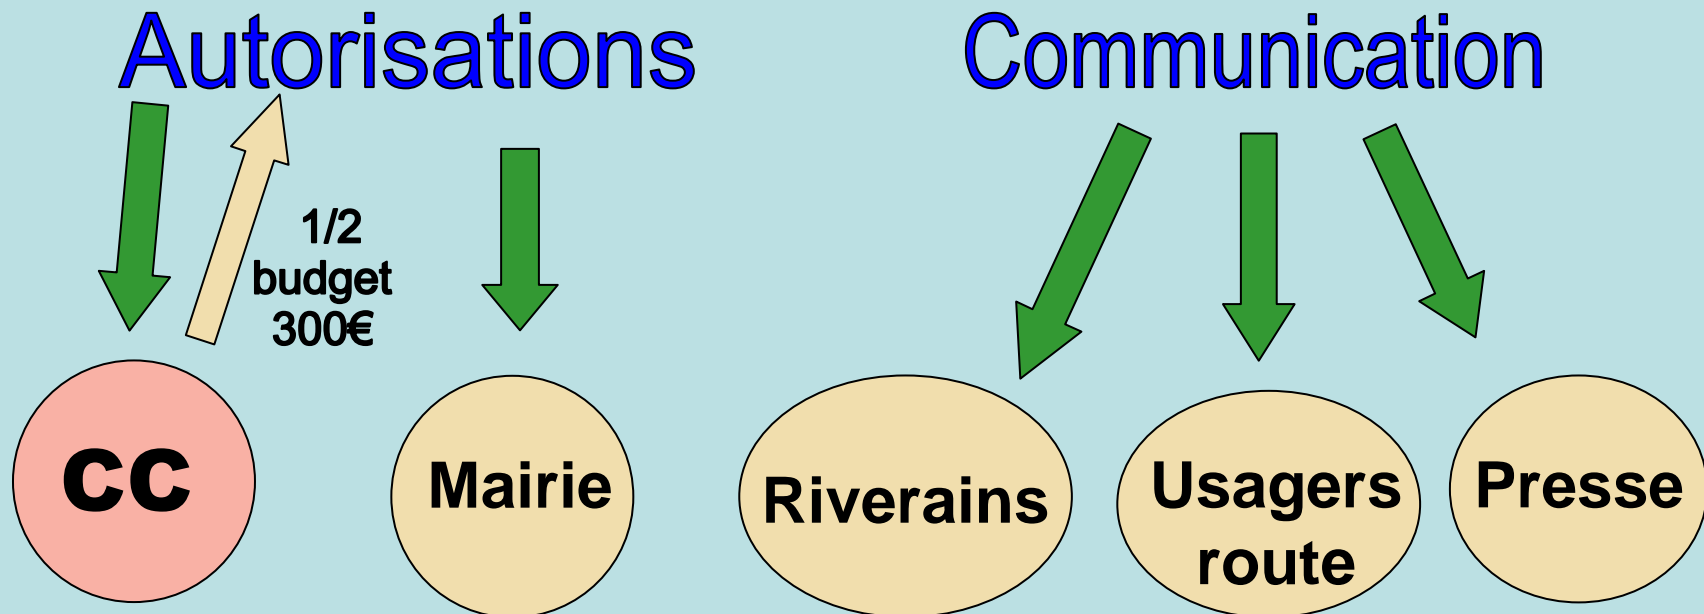 Autorisations
Communication
1/2
budget
300€
cc
Mairie
Riverains
Usagers
route
Presse